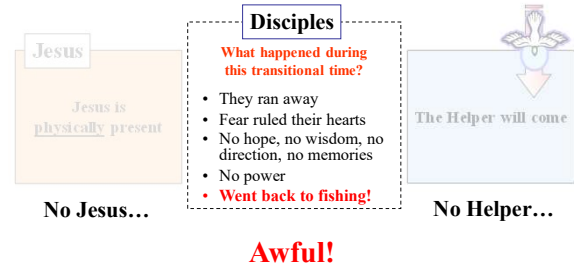 Disciples
Jesus
What happened during
this transitional time?
Jesus is
physically present
• They ran away
• Fear ruled their hearts
• No hope, no wisdom, no
direction, no memories
• No power
• Went back to fishing!
The Helper will come
No Jesus…
No Helper…
Awful!